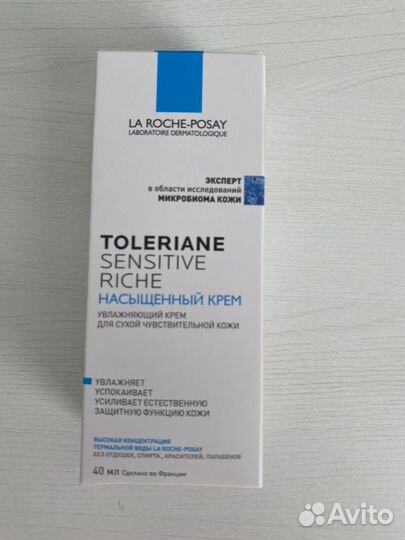 LA ROCHE-POSAY
LABORATOIRE DERMATOLOGIQUE
ЭКСПЕРТ
в области исследований
МИКРОБИОМА КОЖИ
TOLERIANE
SENSITIVE
RICHE
НАСЫЩЕННЫЙ КРЕМ
УВЛАЖНЯЮЩИЙ КРЕМ
ДЛЯ СУХОЙ ЧУВСТВИТЕЛЬНОЙ КОЖИ
УВЛАЖНЯЕТ
УСПОКАИВАЕТ
УСИЛИВАЕТ ЕСТЕСТВЕННУЮ
ЗАЩИТНУЮ ФУНКЦИЮ КОЖИ
ВЫСОКАЯ КОНЦЕНТРАЦИЯ
ТЕРМАЛЬНОЙ ВОДЫ LA ROCHE-POSAY
БЕЗ ОТДУШЕК, СПИРТА*, КРАСИТЕЛЕЙ, ПАРАБЕНОВ
40 МЛ Сделано во Франции
Avito